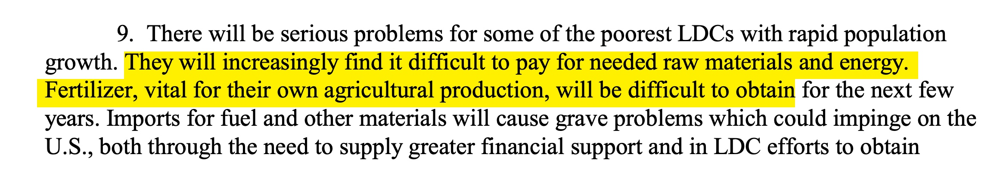 9. There will be serious problems for some of the poorest LDCs with rapid population
growth. They will increasingly find it difficult to pay for needed raw materials and energy.
Fertilizer, vital for their own agricultural production, will be difficult to obtain for the next few
years. Imports for fuel and other materials will cause grave problems which could impinge on the
U.S., both through the need to supply greater financial support and in LDC efforts to obtain